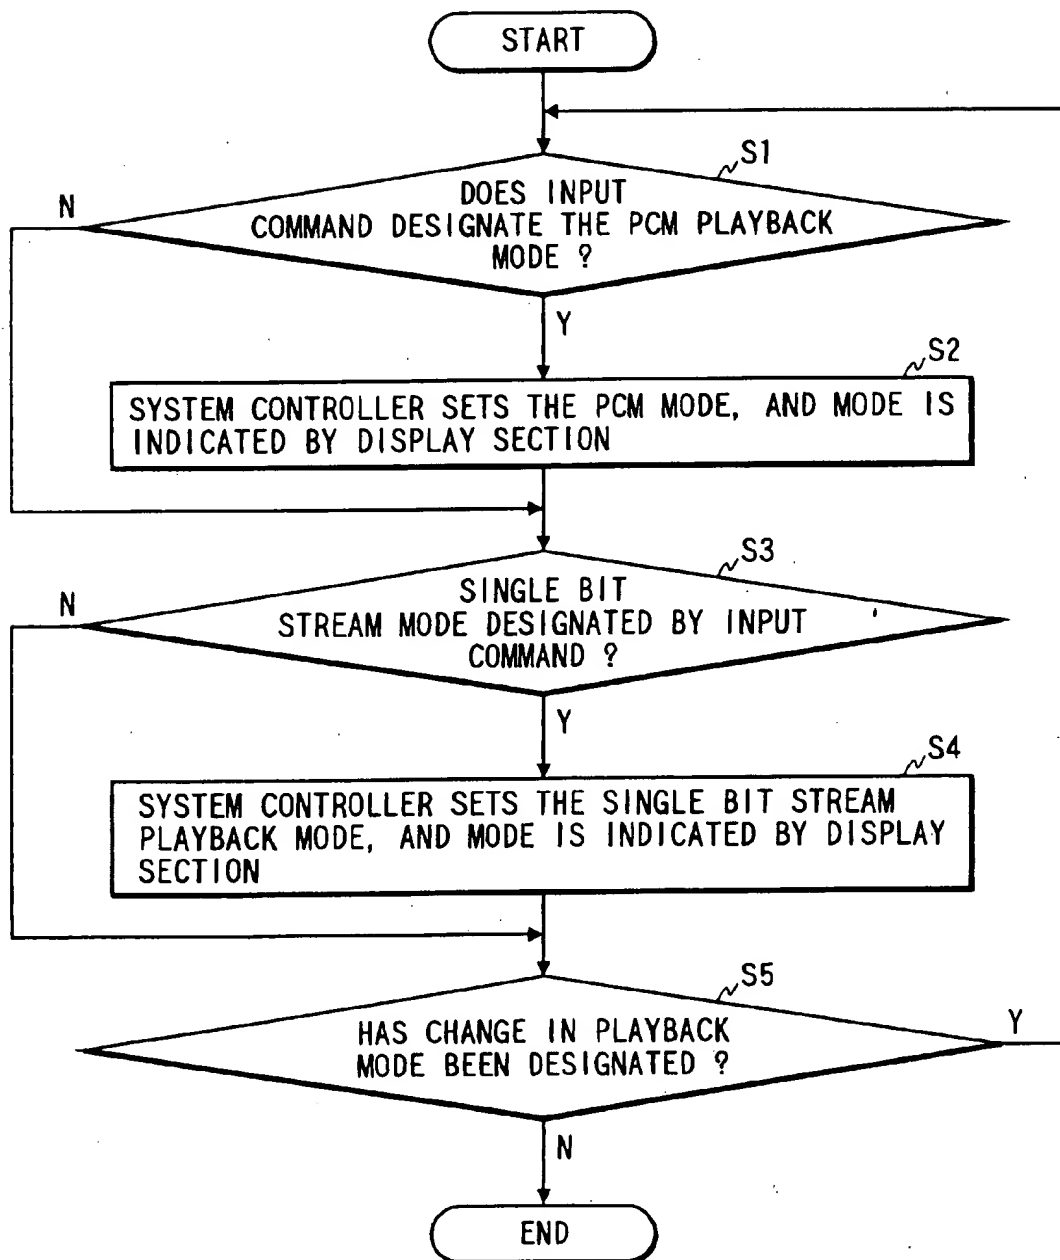 START
S1
N
DOES INPUT
COMMAND DESIGNATE THE PCM PLAYBACK
MODE ?
Y
S2
SYSTEM CONTROLLER SETS THE PCM MODE, AND MODE IS
INDICATED BY DISPLAY SECTION
S3
N
SINGLE BIT
STREAM MODE DESIGNATED BY INPUT
COMMAND ?
Y
S4
SYSTEM CONTROLLER SETS THE SINGLE BIT STREAM
PLAYBACK MODE, AND MODE IS INDICATED BY DISPLAY
SECTION
S5
HAS CHANGE IN PLAYBACK
MODE BEEN DESIGNATED ?
Y
N
END